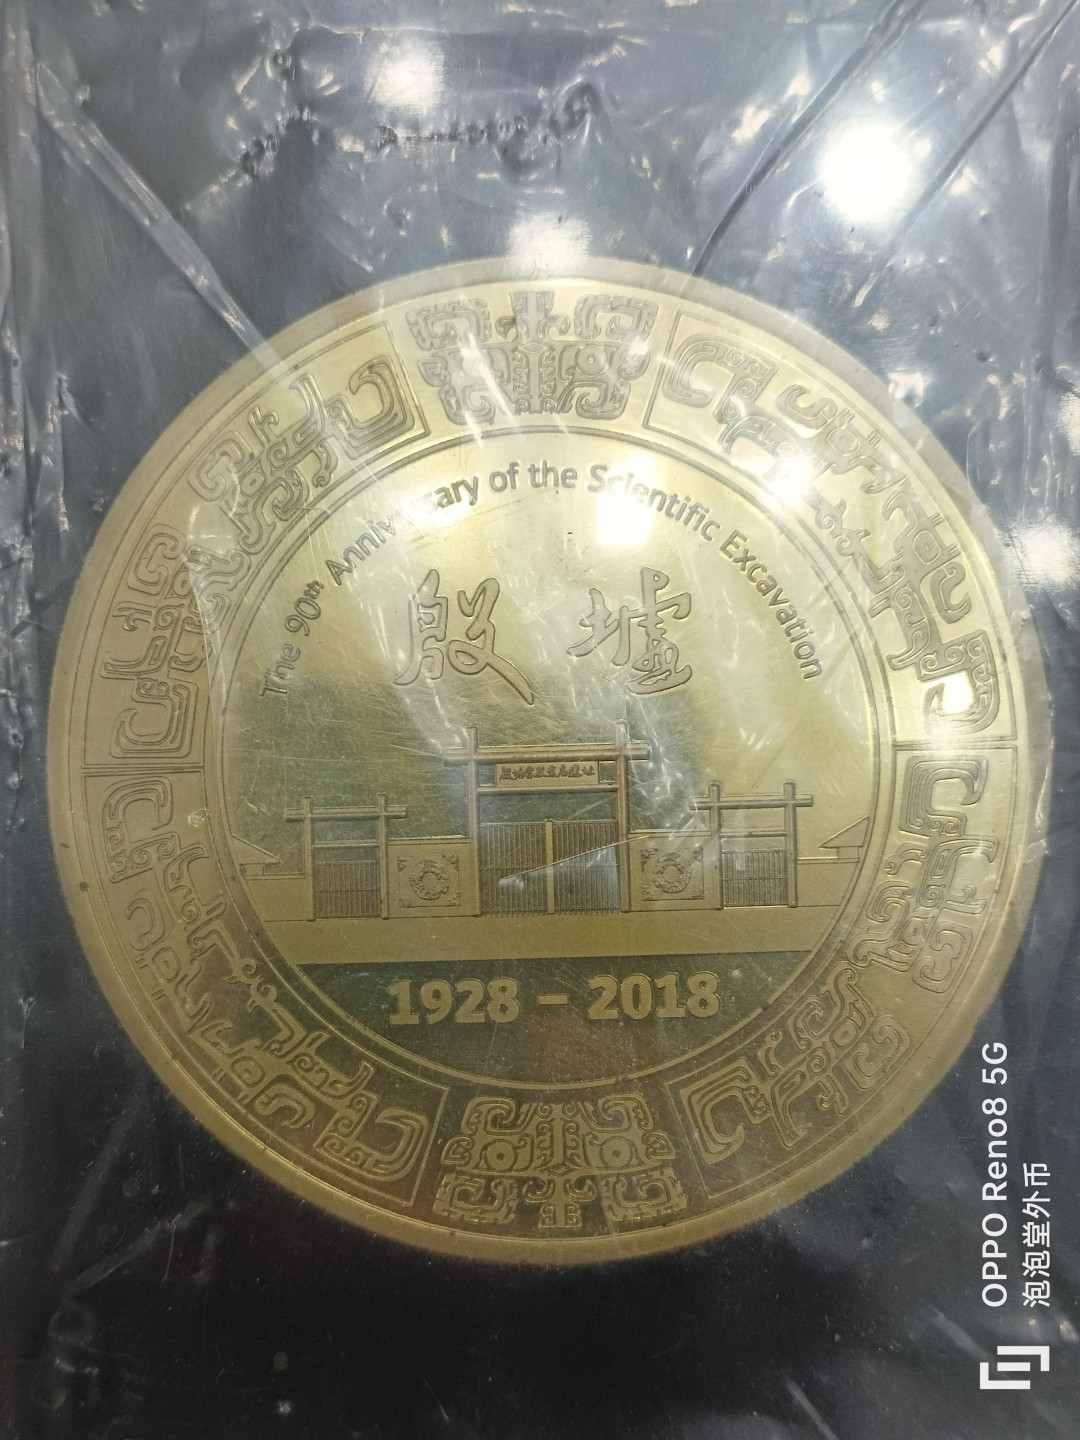 The 90th Anniversary of the Scientific Excavation
殷墟
1928 – 2018
OPPO Reno8 5G
泡泡堂外币